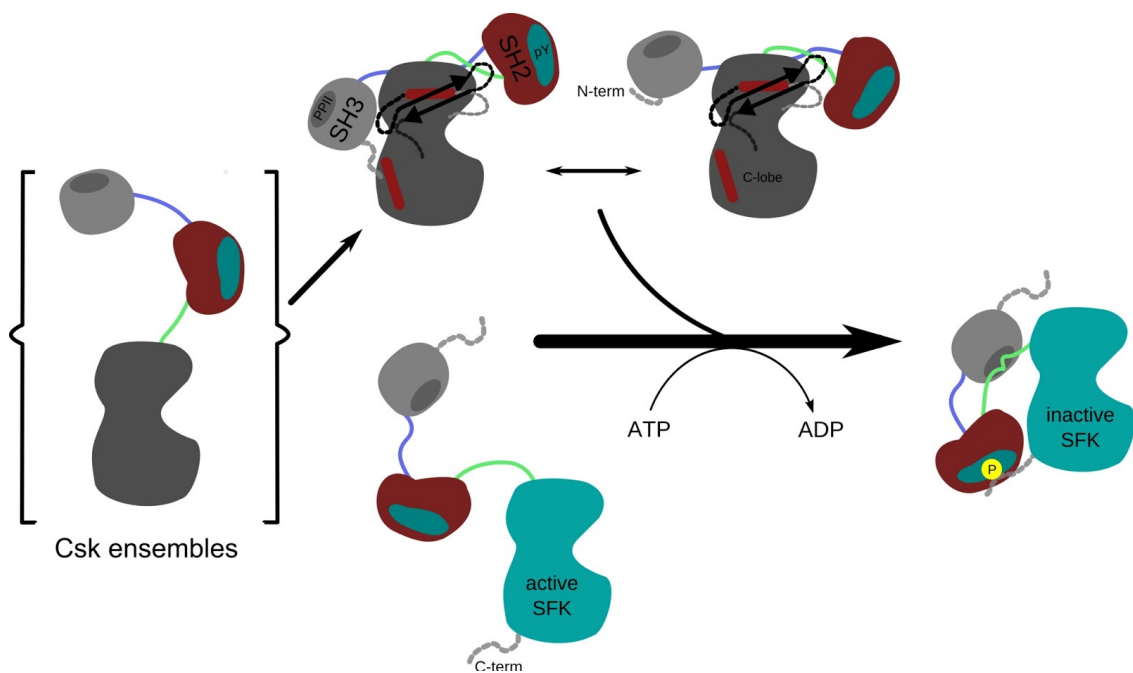 PPII
SH3
SH2
pY
N-term
C-lobe
Csk ensembles
ATP
ADP
active
SFK
C-term
inactive
SFK
P